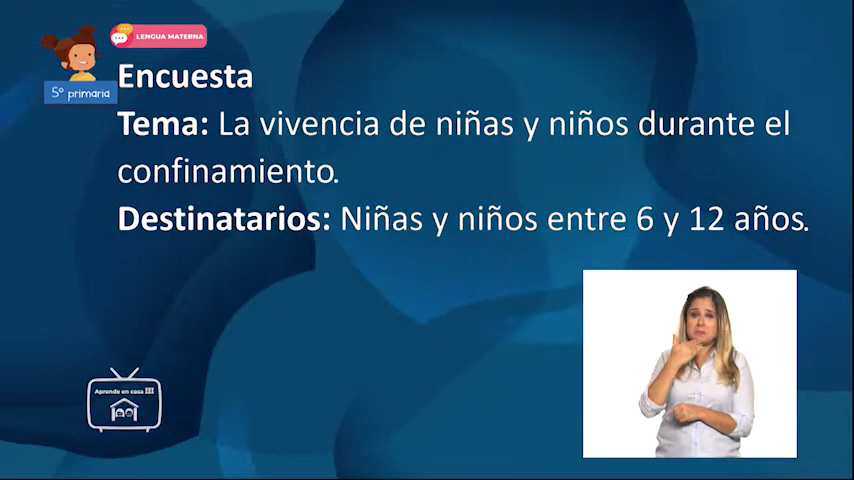 LENGUA MATERNA
5° primaria
Encuesta
Tema: La vivencia de niñas y niños durante el
confinamiento.
Destinatarios: Niñas y niños entre 6 y 12 años.
Aprende en casa III